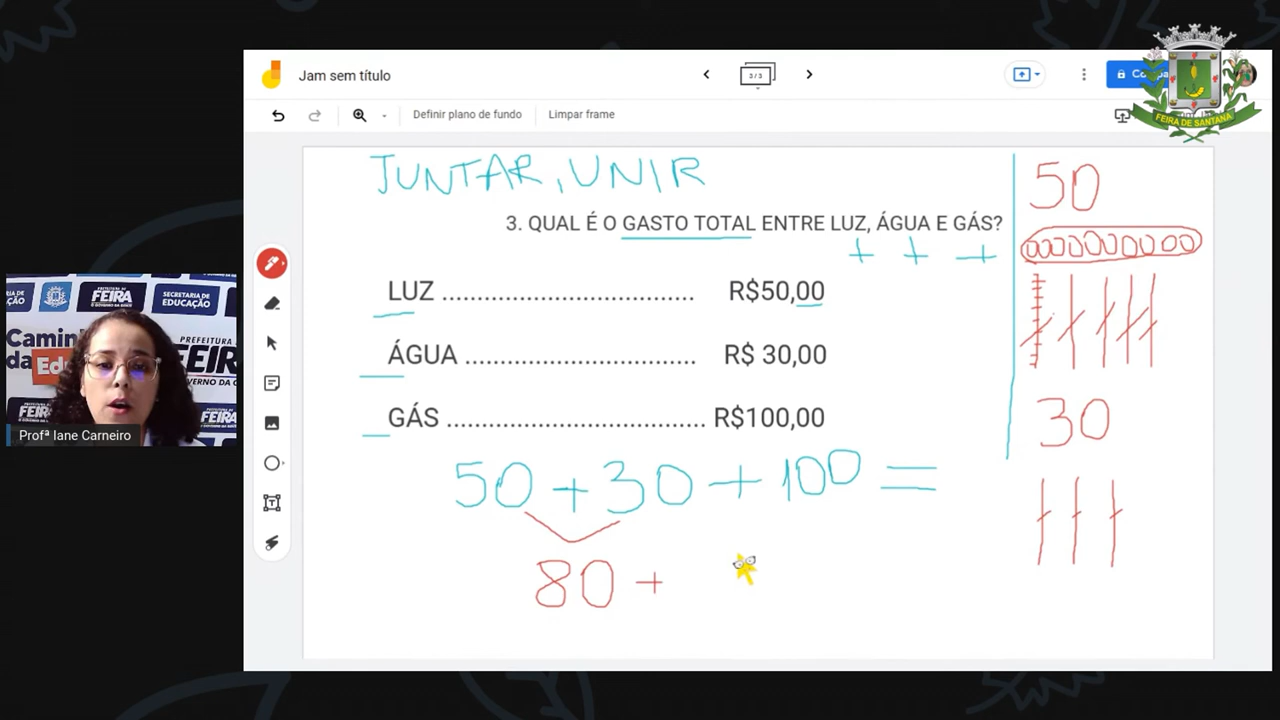 Jam sem título
3/3
Definir plano de fundo
Limpar frame
FEIRA DE SANTANA
JUNTAR, UNIR
3. QUAL É O GASTO TOTAL ENTRE LUZ, ÁGUA E GÁS?
+ + +
LUZ .................................... R$50,00
ÁGUA ................................. R$ 30,00
GÁS ..................................... R$100,00
50 + 30 + 100 =
80 +
50
30
SECRETARIA DE
EDUCAÇÃO
FEIRA
PREFEITURA
Profª Iane Carneiro